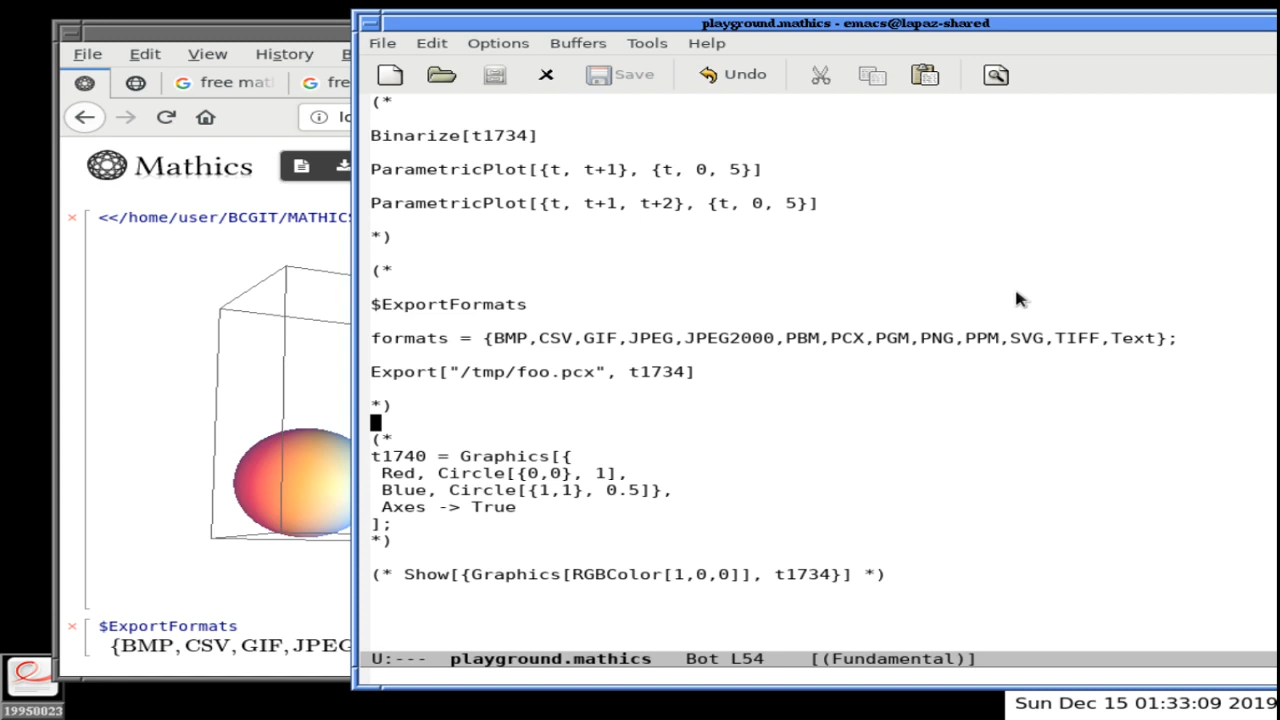 playground.mathics - emacs@lapaz-shared
File Edit Options Buffers Tools Help
Save Undo
(*
Binarize[t1734]
ParametricPlot[{t, t+1}, {t, 0, 5}]
ParametricPlot[{t, t+1, t+2}, {t, 0, 5}]
*)
(*
$ExportFormats
formats = {BMP,CSV,GIF,JPEG,JPEG2000,PBM,PCX,PGM,PNG,PPM,SVG,TIFF,Text};
Export["/tmp/foo.pcx", t1734]
*)
(*
t1740 = Graphics[{
Red, Circle[{0,0}, 1],
Blue, Circle[{1,1}, 0.5]},
Axes -> True
];
*)
(* Show[{Graphics[RGBColor[1,0,0]], t1734}] *)
U:--- playground.mathics Bot L54 [(Fundamental)]
File Edit View History B
free mat fre
lo
Mathics
<</home/user/BCGIT/MATHICS
$ExportFormats
{BMP, CSV, GIF, JPEG
19950023
Sun Dec 15 01:33:09 2019